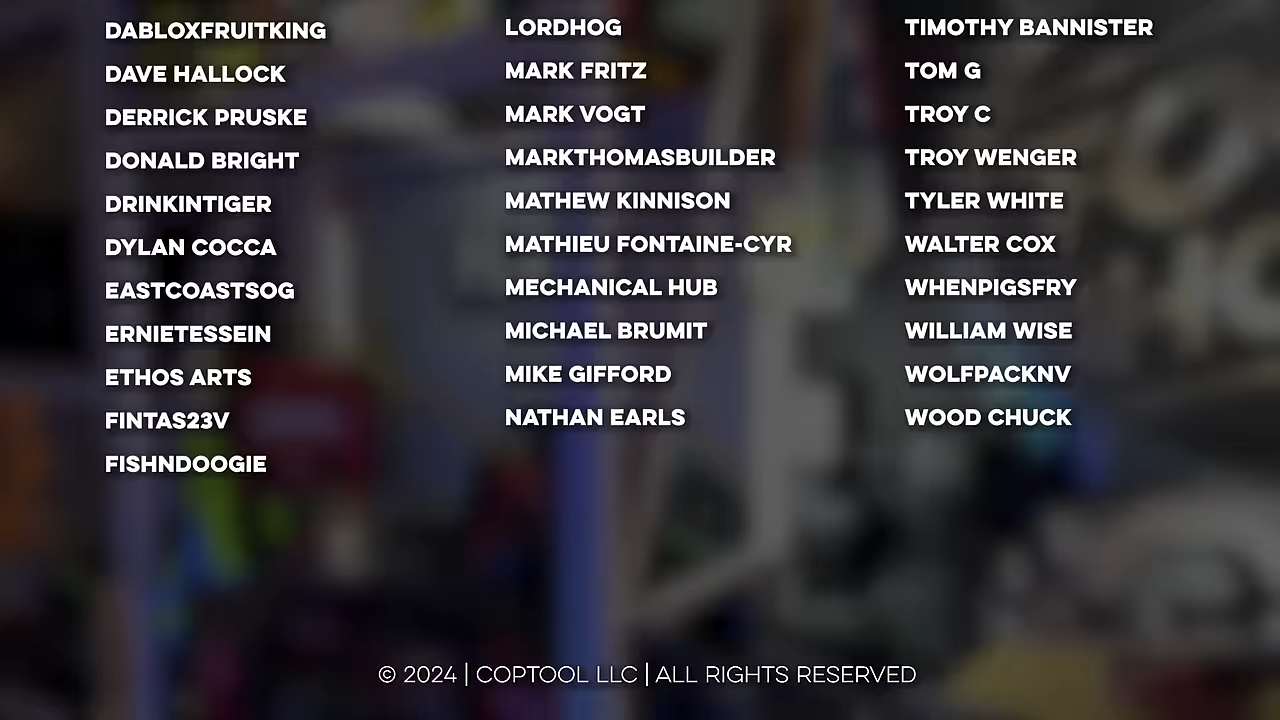 DABLOXFRUITKING
DAVE HALLOCK
DERRICK PRUSKE
DONALD BRIGHT
DRINKINTIGER
DYLAN COCCA
EASTCOASTSOG
ERNIETESSEIN
ETHOS ARTS
FINTAS23V
FISHNDOOGIE
LORDHOG
MARK FRITZ
MARK VOGT
MARKTHOMASBUILDER
MATHEW KINNISON
MATHIEU FONTAINE-CYR
MECHANICAL HUB
MICHAEL BRUMIT
MIKE GIFFORD
NATHAN EARLS
TIMOTHY BANNISTER
TOM G
TROY C
TROY WENGER
TYLER WHITE
WALTER COX
WHENPIGSFRY
WILLIAM WISE
WOLFPACKNV
WOOD CHUCK
© 2024 | COPTOOL LLC | ALL RIGHTS RESERVED